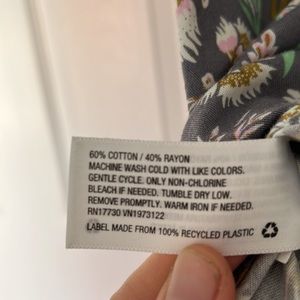 60% COTTON / 40% RAYON
MACHINE WASH COLD WITH LIKE COLORS.
GENTLE CYCLE. ONLY NON-CHLORINE
BLEACH IF NEEDED. TUMBLE DRY LOW.
REMOVE PROMPTLY. WARM IRON IF NEEDED.
RN17730 VN1973122
LABEL MADE FROM 100% RECYCLED PLASTIC